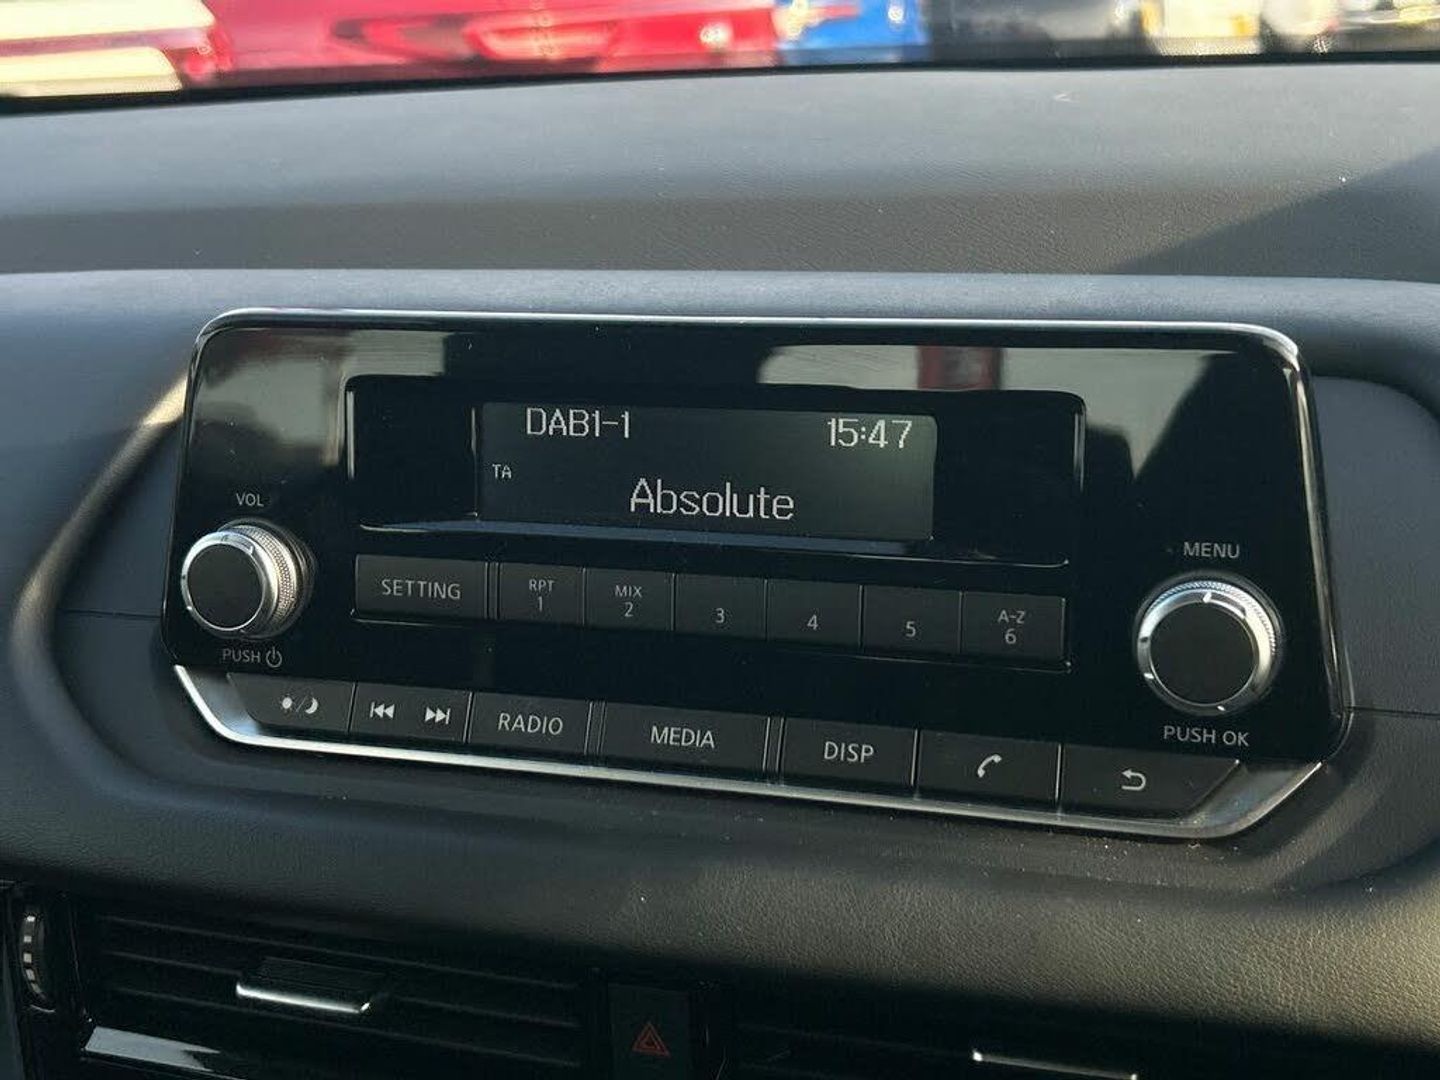 DAB1-1 15:47
TA
Absolute
VOL
MENU
SETTING RPT 1 MIX 2 3 4 5 A-Z 6
PUSH
PUSH OK
RADIO MEDIA DISP